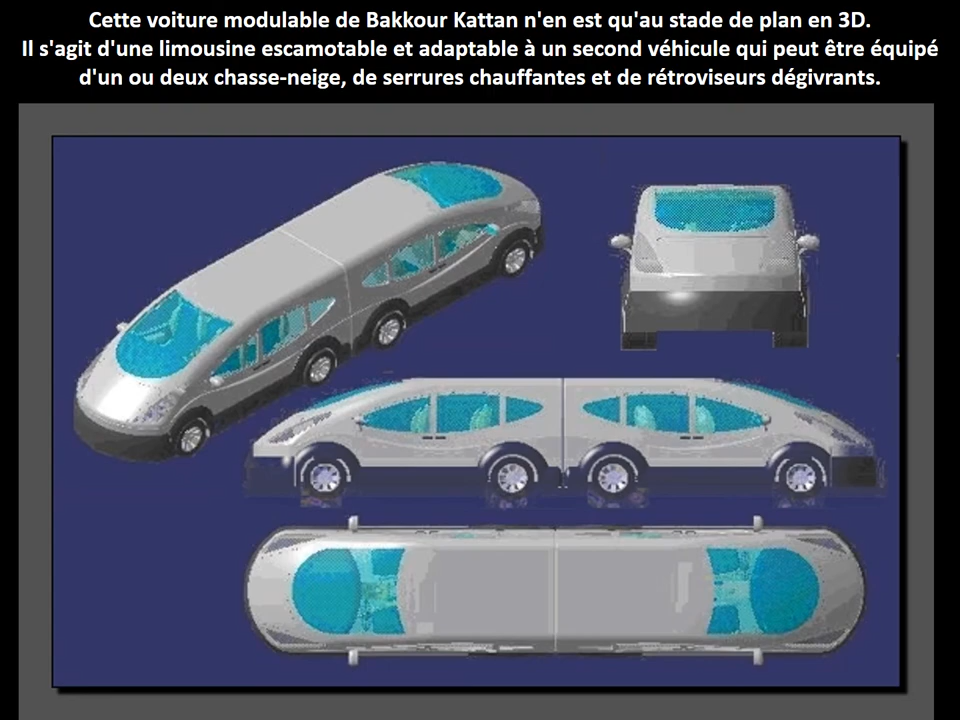 Cette voiture modulable de Bakkour Kattan n'en est qu'au stade de plan en 3D.
Il s'agit d'une limousine escamotable et adaptable à un second véhicule qui peut être équipé
d'un ou deux chasse-neige, de serrures chauffantes et de rétroviseurs dégivrants.